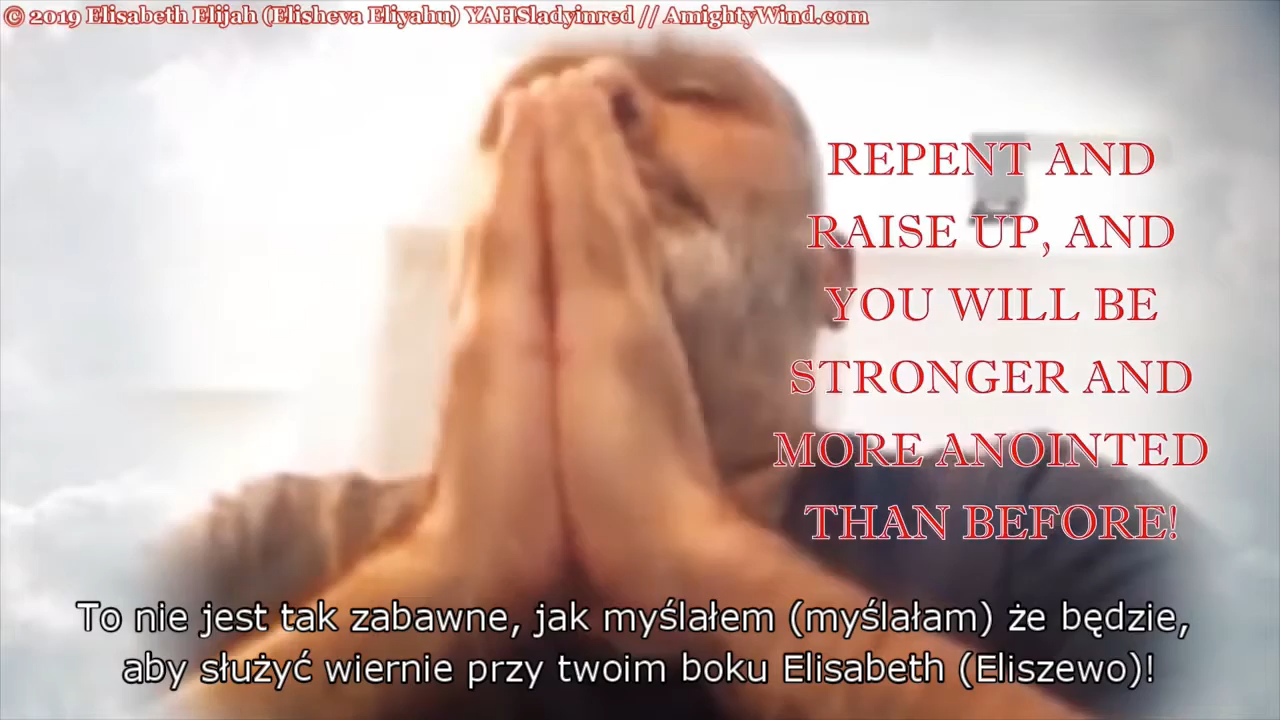 © 2019 Elisabeth Elijah (Elisheva Eliyahu) YAHSladyinred // AmightyWind.com
REPENT AND
RAISE UP, AND
YOU WILL BE
STRONGER AND
MORE ANOINTED
THAN BEFORE!
To nie jest tak zabawne, jak myślałem (myślałam) że będzie,
aby służyć wiernie przy twoim boku Elisabeth (Eliszewo)!